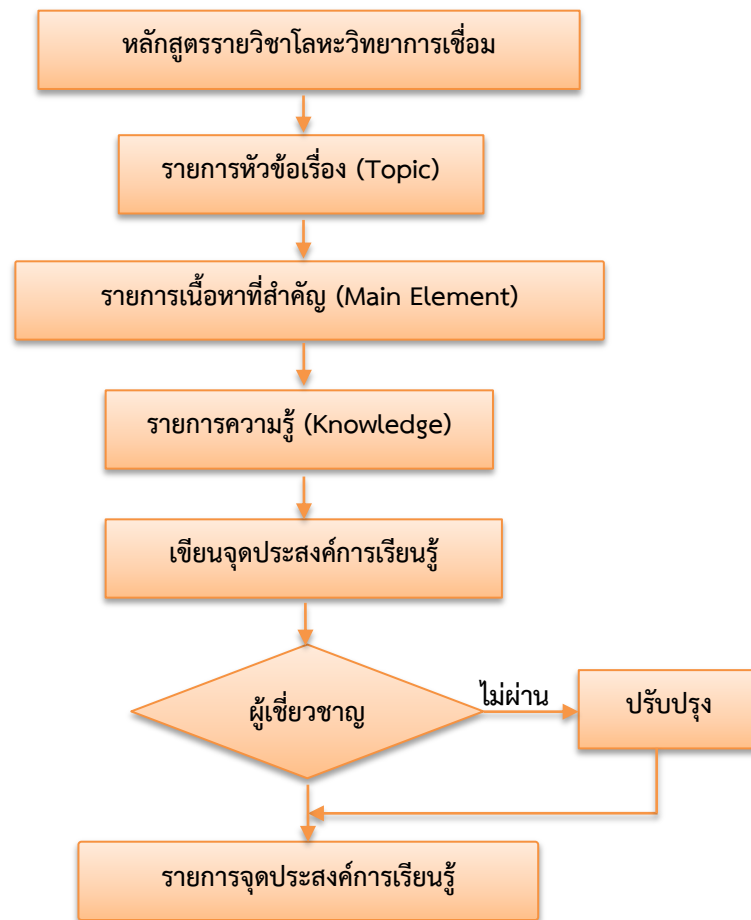 หลักสูตรรายวิชาโลหะวิทยาการเชื่อม
รายการหัวข้อเรื่อง (Topic)
รายการเนื้อหาที่สำคัญ (Main Element)
รายการความรู้ (Knowledge)
เขียนจุดประสงค์การเรียนรู้
ผู้เชี่ยวชาญ
ไม่ผ่าน
ปรับปรุง
รายการจุดประสงค์การเรียนรู้